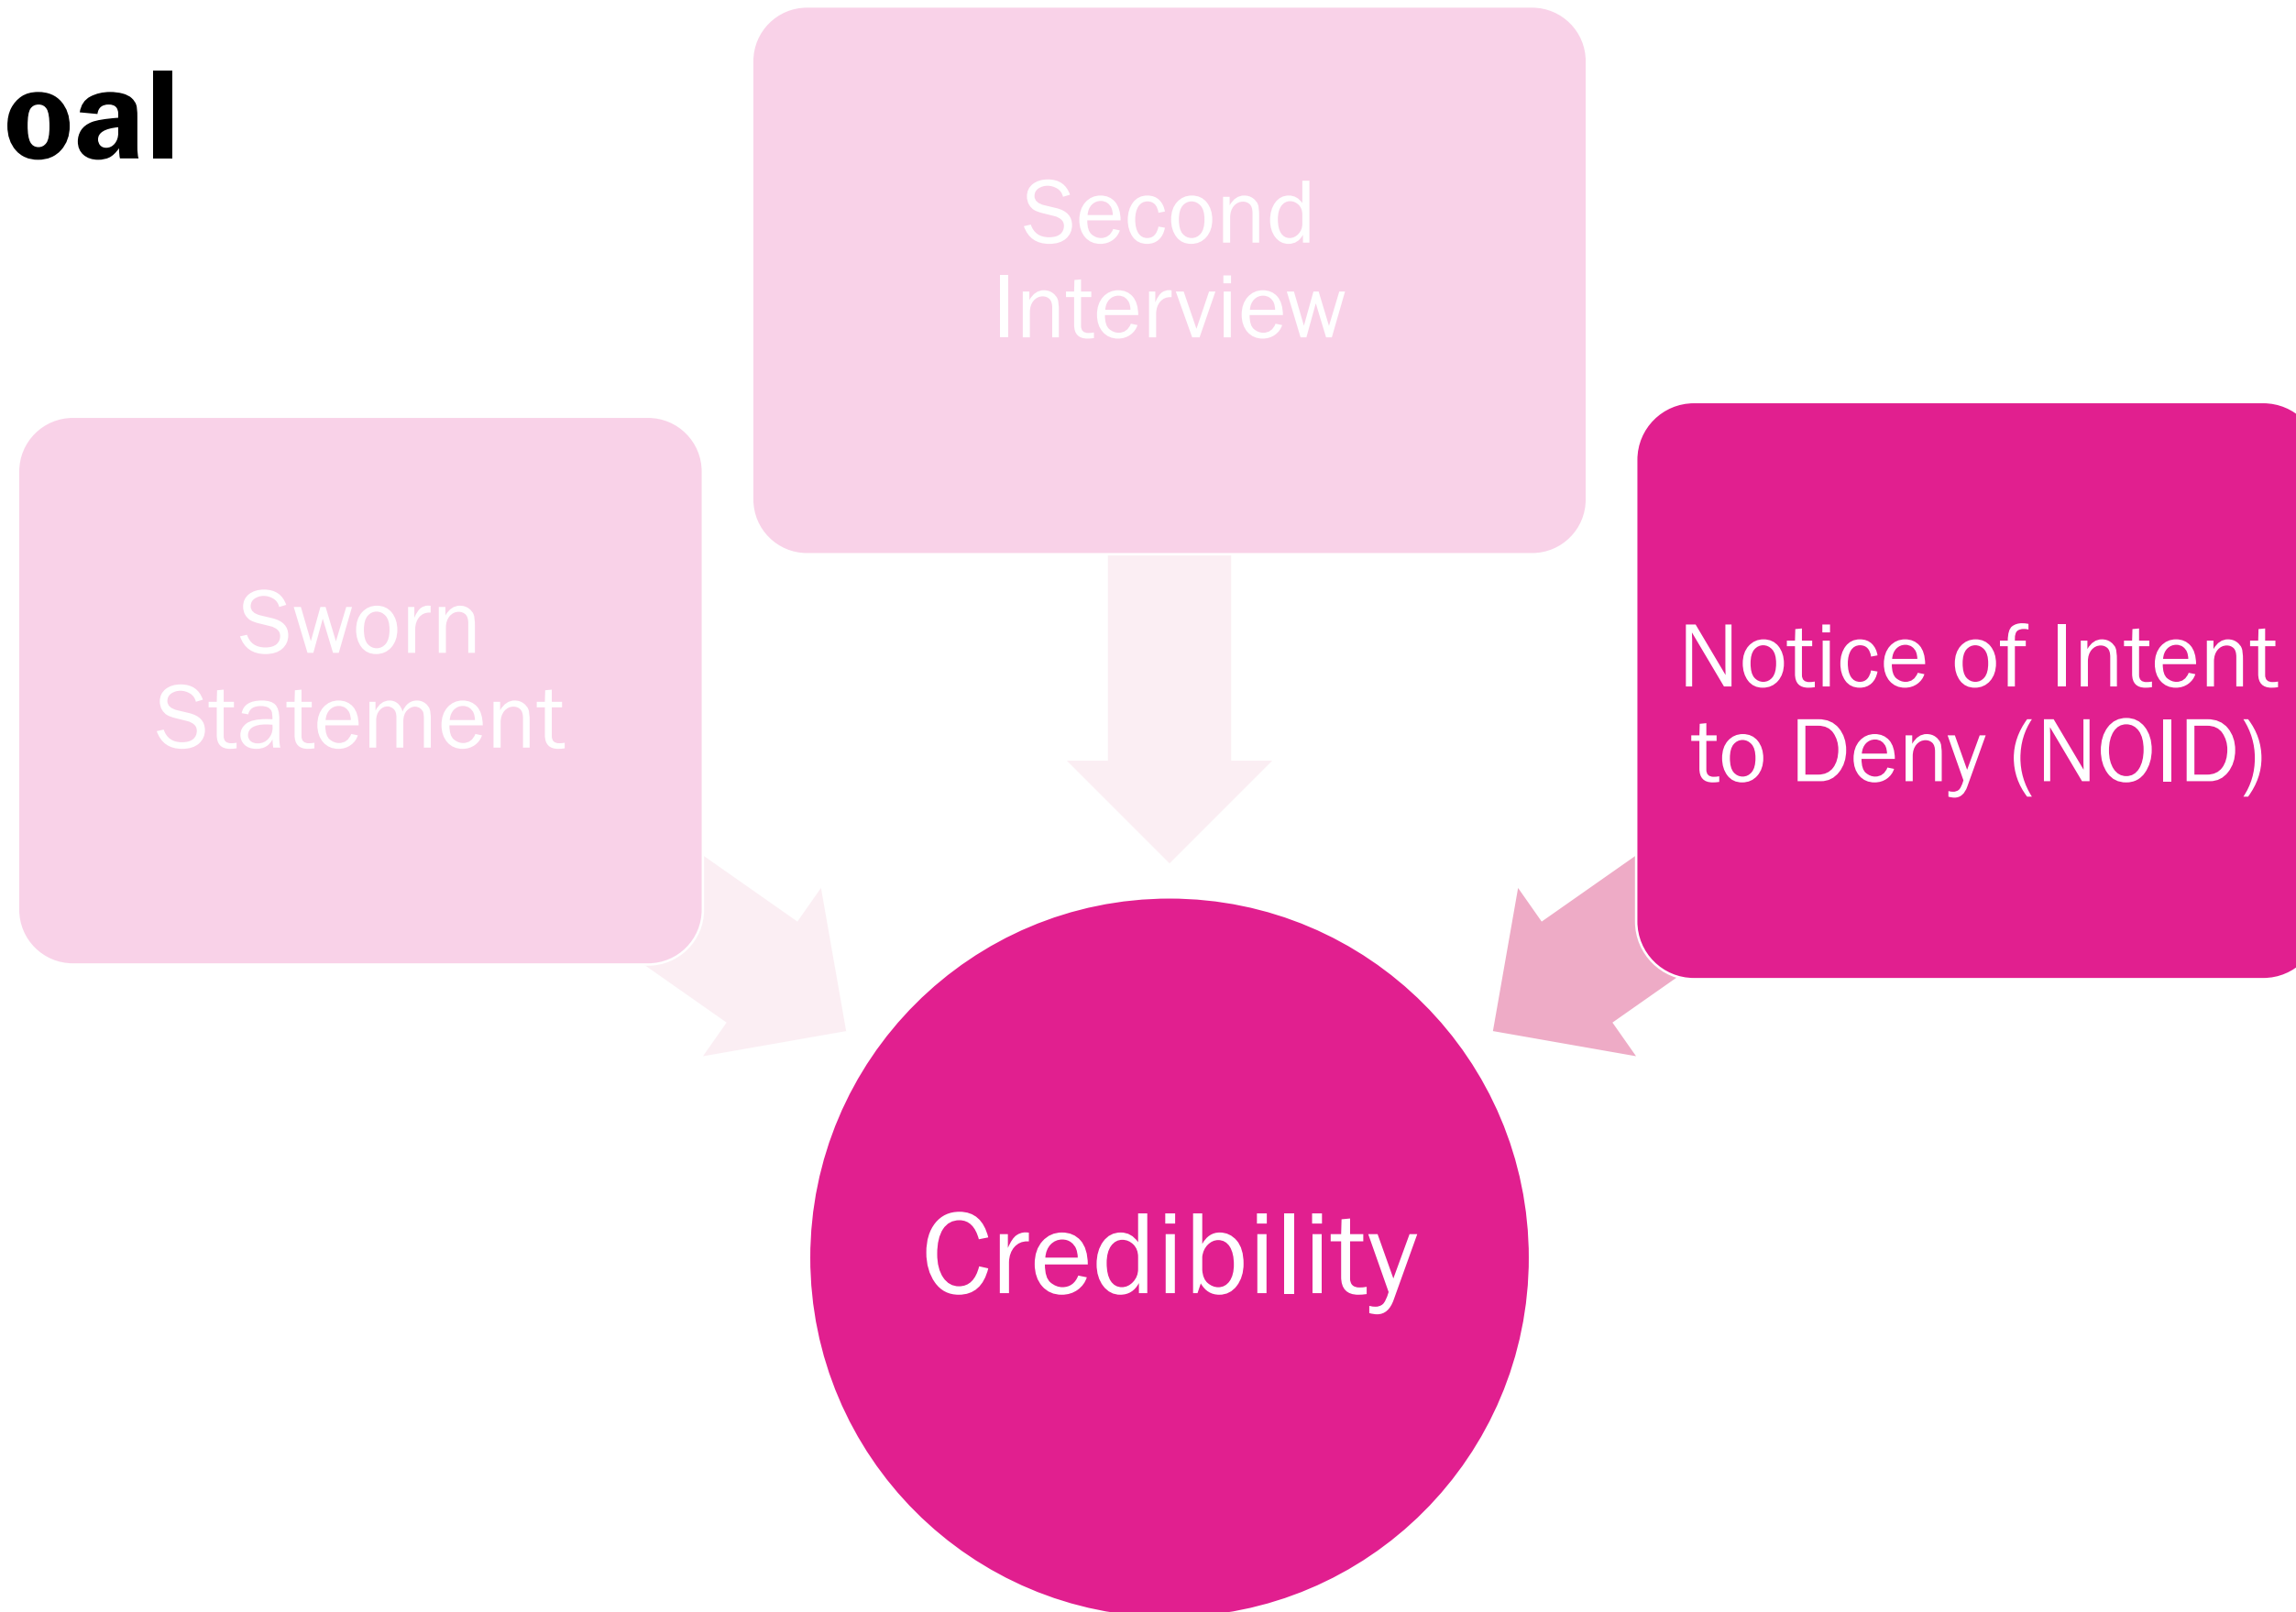 oal
Second
Interview
Sworn
Statement
Notice of Intent
to Deny (NOID)
Credibility